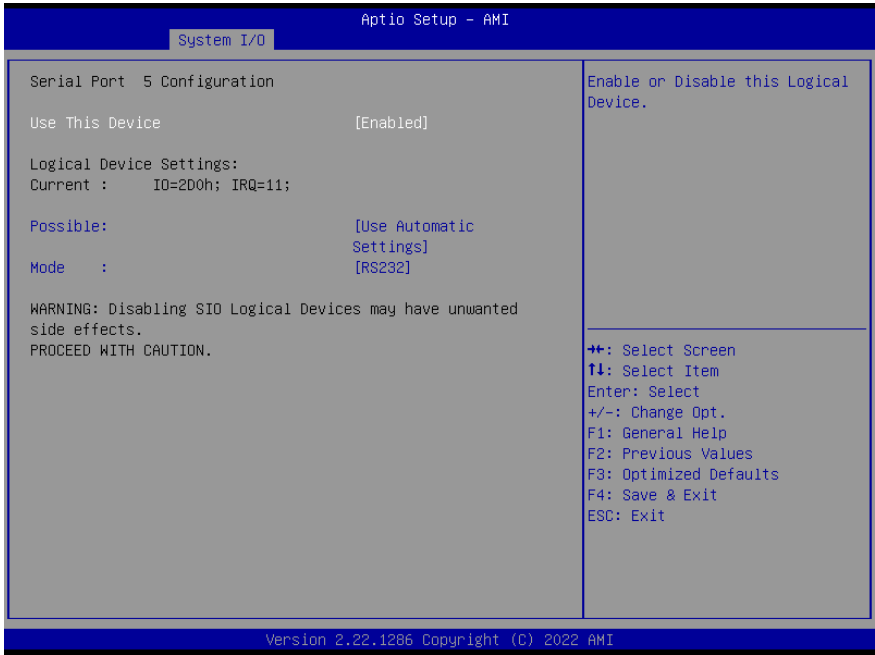 Aptio Setup – AMI
System I/O
Serial Port  5 Configuration
Use This Device [Enabled]
Logical Device Settings:
Current :     IO=2D0h; IRQ=11;
Possible: [Use Automatic
Settings]
Mode    : [RS232]
WARNING: Disabling SIO Logical Devices may have unwanted
side effects.
PROCEED WITH CAUTION.
Enable or Disable this Logical
Device.
→←: Select Screen
↑↓: Select Item
Enter: Select
+/-: Change Opt.
F1: General Help
F2: Previous Values
F3: Optimized Defaults
F4: Save & Exit
ESC: Exit
Version 2.22.1286 Copyright (C) 2022 AMI